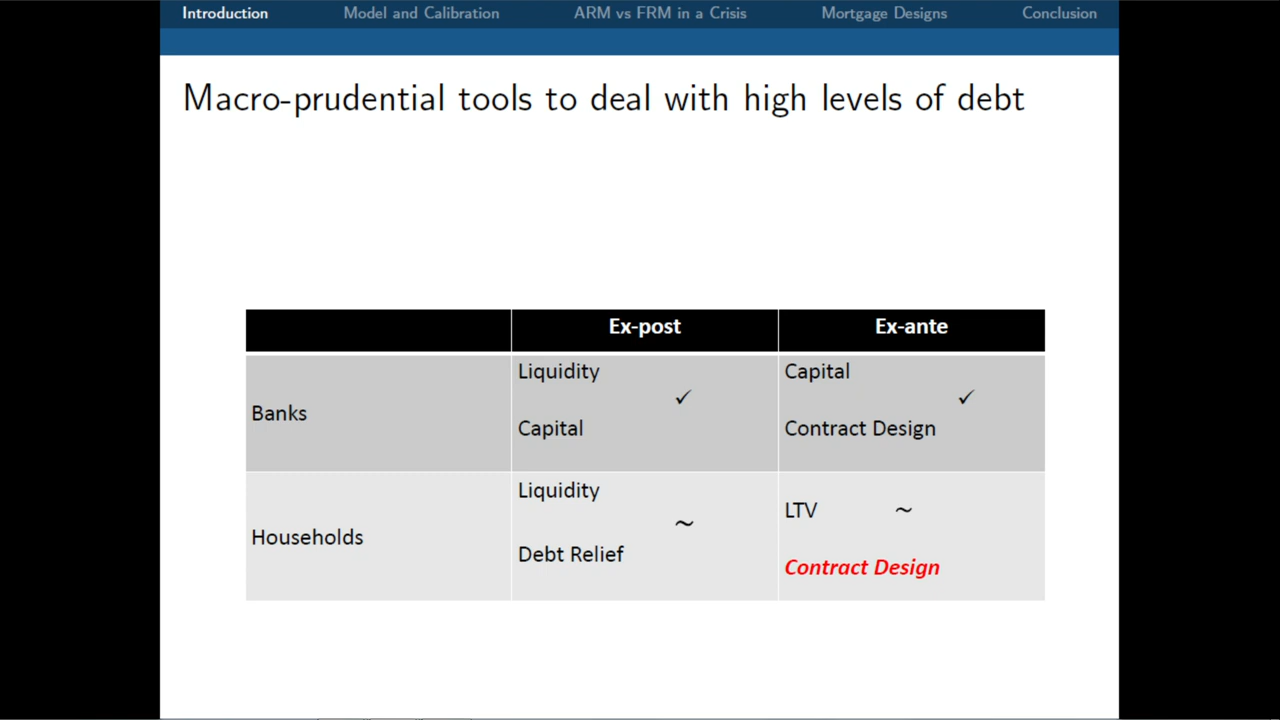 Introduction Model and Calibration ARM vs FRM in a Crisis Mortgage Designs Conclusion
Macro-prudential tools to deal with high levels of debt
Ex-post Ex-ante
Banks
Liquidity
✓
Capital
Capital
✓
Contract Design
Households
Liquidity
~
Debt Relief
LTV ~
Contract Design